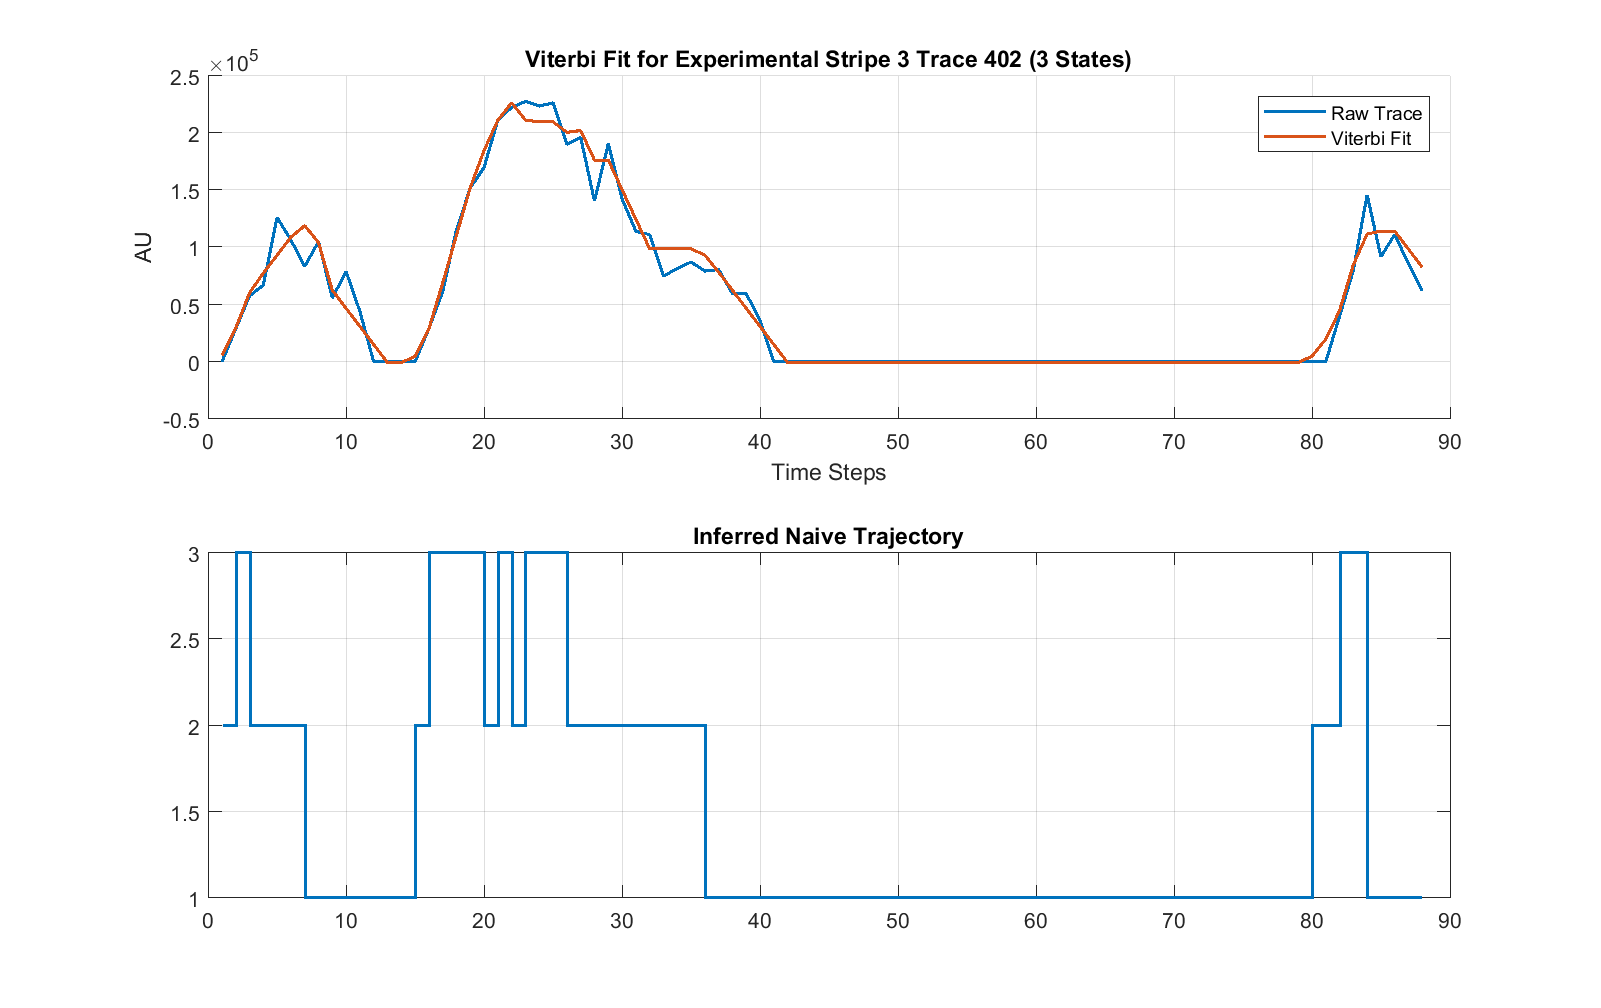 Viterbi Fit for Experimental Stripe 3 Trace 402 (3 States)
×10^5
2.5
2
1.5
1
0.5
0
-0.5
AU
Raw Trace
Viterbi Fit
0 10 20 30 40 50 60 70 80 90
Time Steps
Inferred Naive Trajectory
3
2.5
2
1.5
1
0 10 20 30 40 50 60 70 80 90